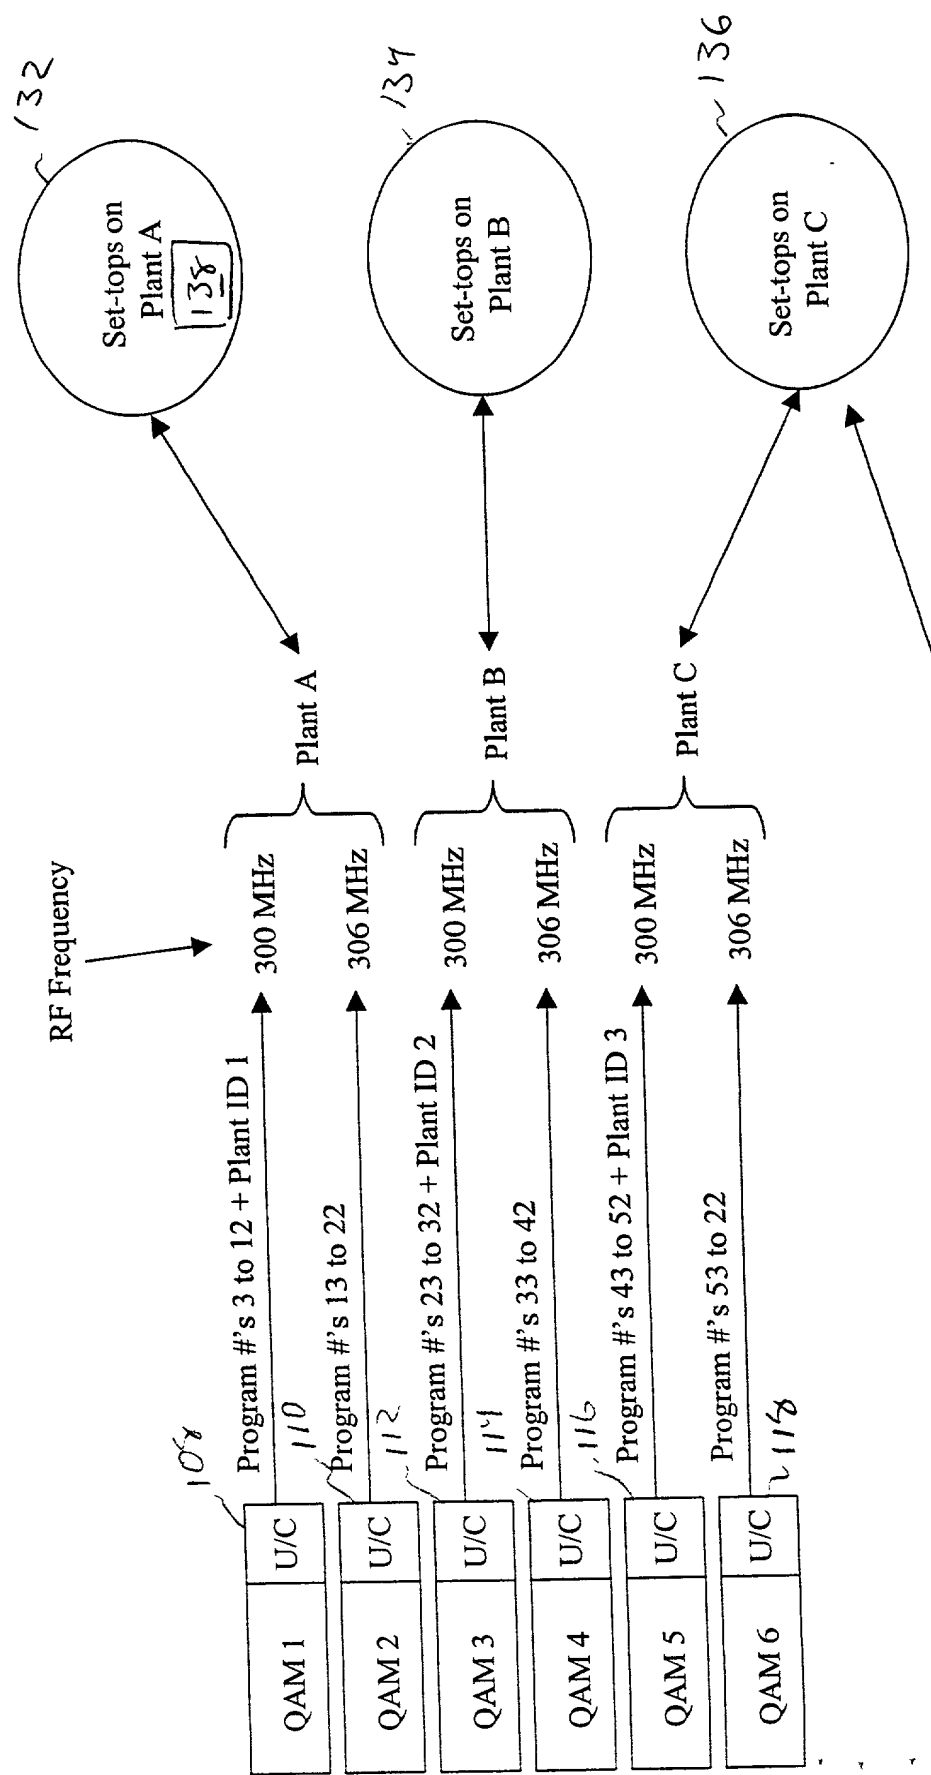 RF Frequency
132
Set-tops on
Plant A
138
134
Set-tops on
Plant B
136
Set-tops on
Plant C
108
QAM 1 U/C
Program #'s 3 to 12 + Plant ID 1
300 MHz
110
QAM 2 U/C
Program #'s 13 to 22
306 MHz
Plant A
112
QAM 3 U/C
Program #'s 23 to 32 + Plant ID 2
300 MHz
114
QAM 4 U/C
Program #'s 33 to 42
306 MHz
Plant B
116
QAM 5 U/C
Program #'s 43 to 52 + Plant ID 3
300 MHz
118
QAM 6 U/C
Program #'s 53 to 22
306 MHz
Plant C